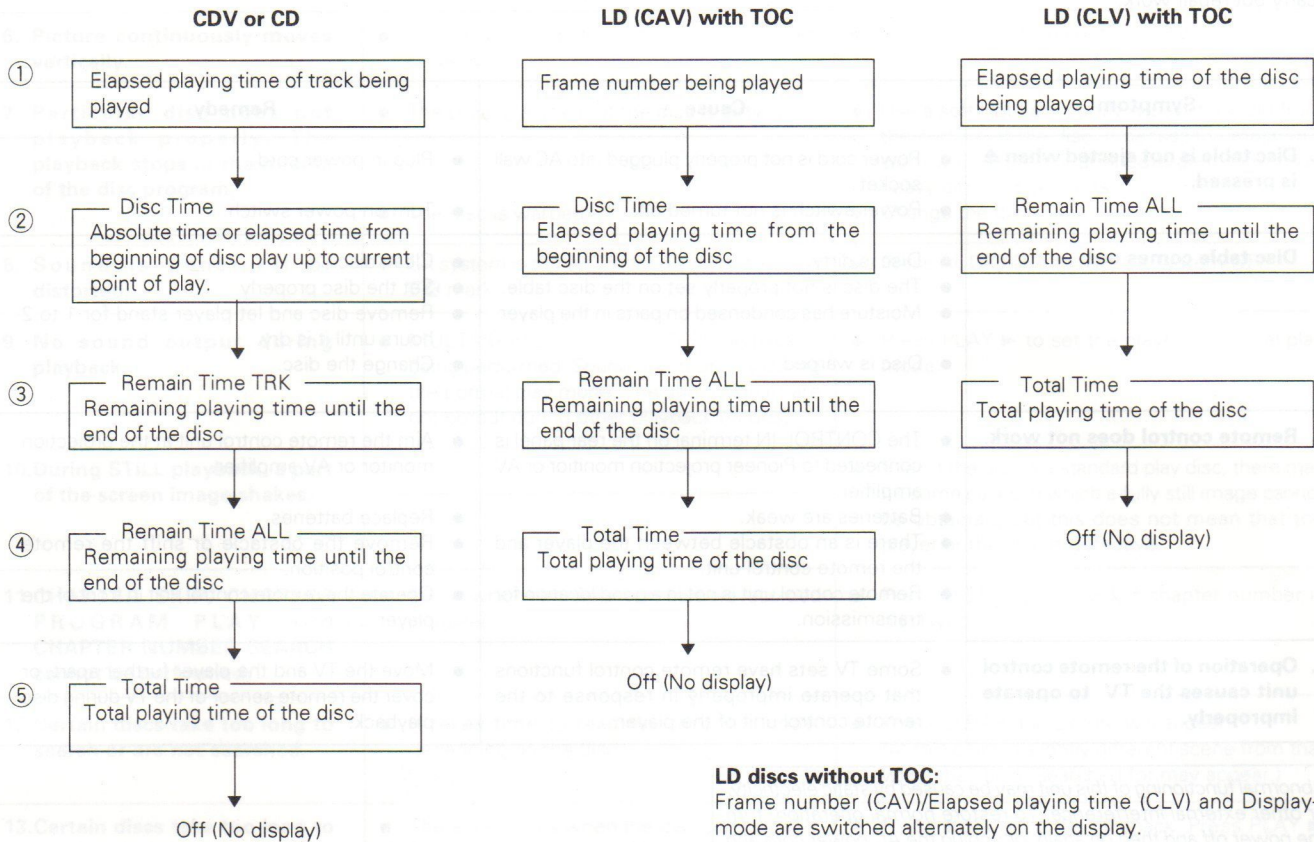 CDV or CD
① Elapsed playing time of track being
played
② Disc Time
Absolute time or elapsed time from
beginning of disc play up to current
point of play.
③ Remain Time TRK
Remaining playing time until the
end of the disc
④ Remain Time ALL
Remaining playing time until the
end of the disc
⑤ Total Time
Total playing time of the disc
Off (No display)
LD (CAV) with TOC
Frame number being played
Disc Time
Elapsed playing time from the
beginning of the disc
Remain Time ALL
Remaining playing time until the
end of the disc
Total Time
Total playing time of the disc
Off (No display)
LD (CLV) with TOC
Elapsed playing time of the disc
being played
Remain Time ALL
Remaining playing time until the
end of the disc
Total Time
Total playing time of the disc
Off (No display)
LD discs without TOC:
Frame number (CAV)/Elapsed playing time (CLV) and Display-
mode are switched alternately on the display.